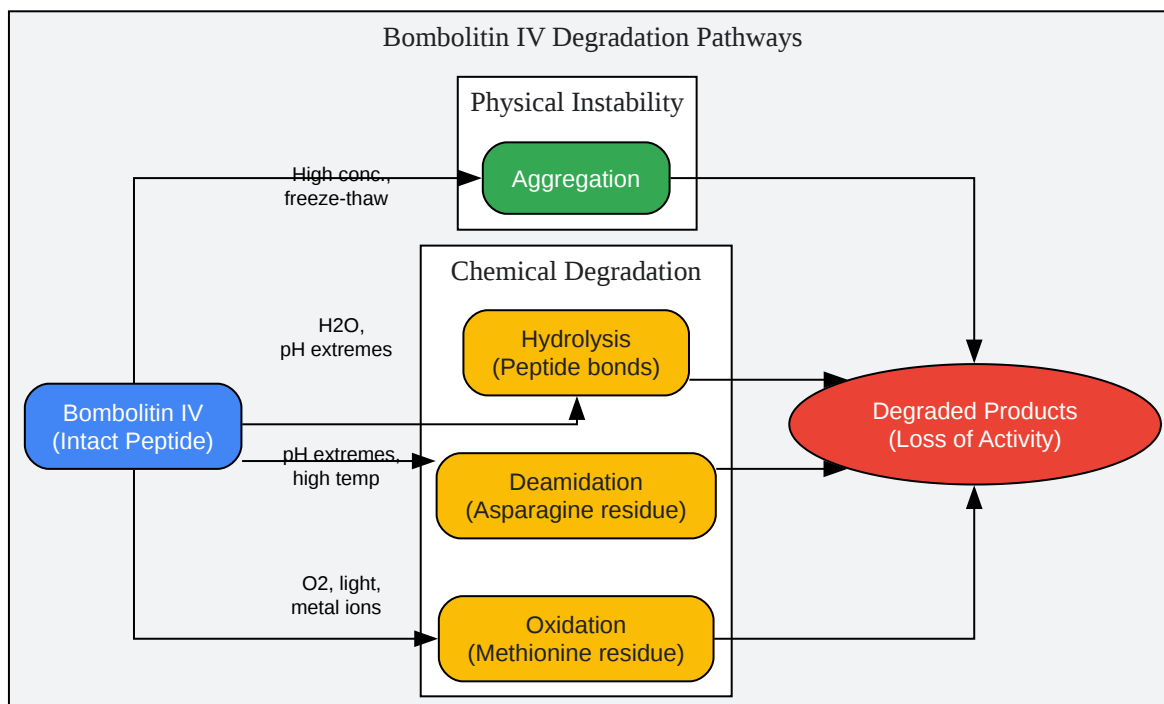 Bombolitin IV Degradation Pathways
Physical Instability
High conc.,
freeze-thaw
Aggregation
Chemical Degradation
H2O,
pH extremes
Hydrolysis
(Peptide bonds)
Bombolitin IV
(Intact Peptide)
Degraded Products
(Loss of Activity)
pH extremes,
high temp
Deamidation
(Asparagine residue)
O2, light,
metal ions
Oxidation
(Methionine residue)